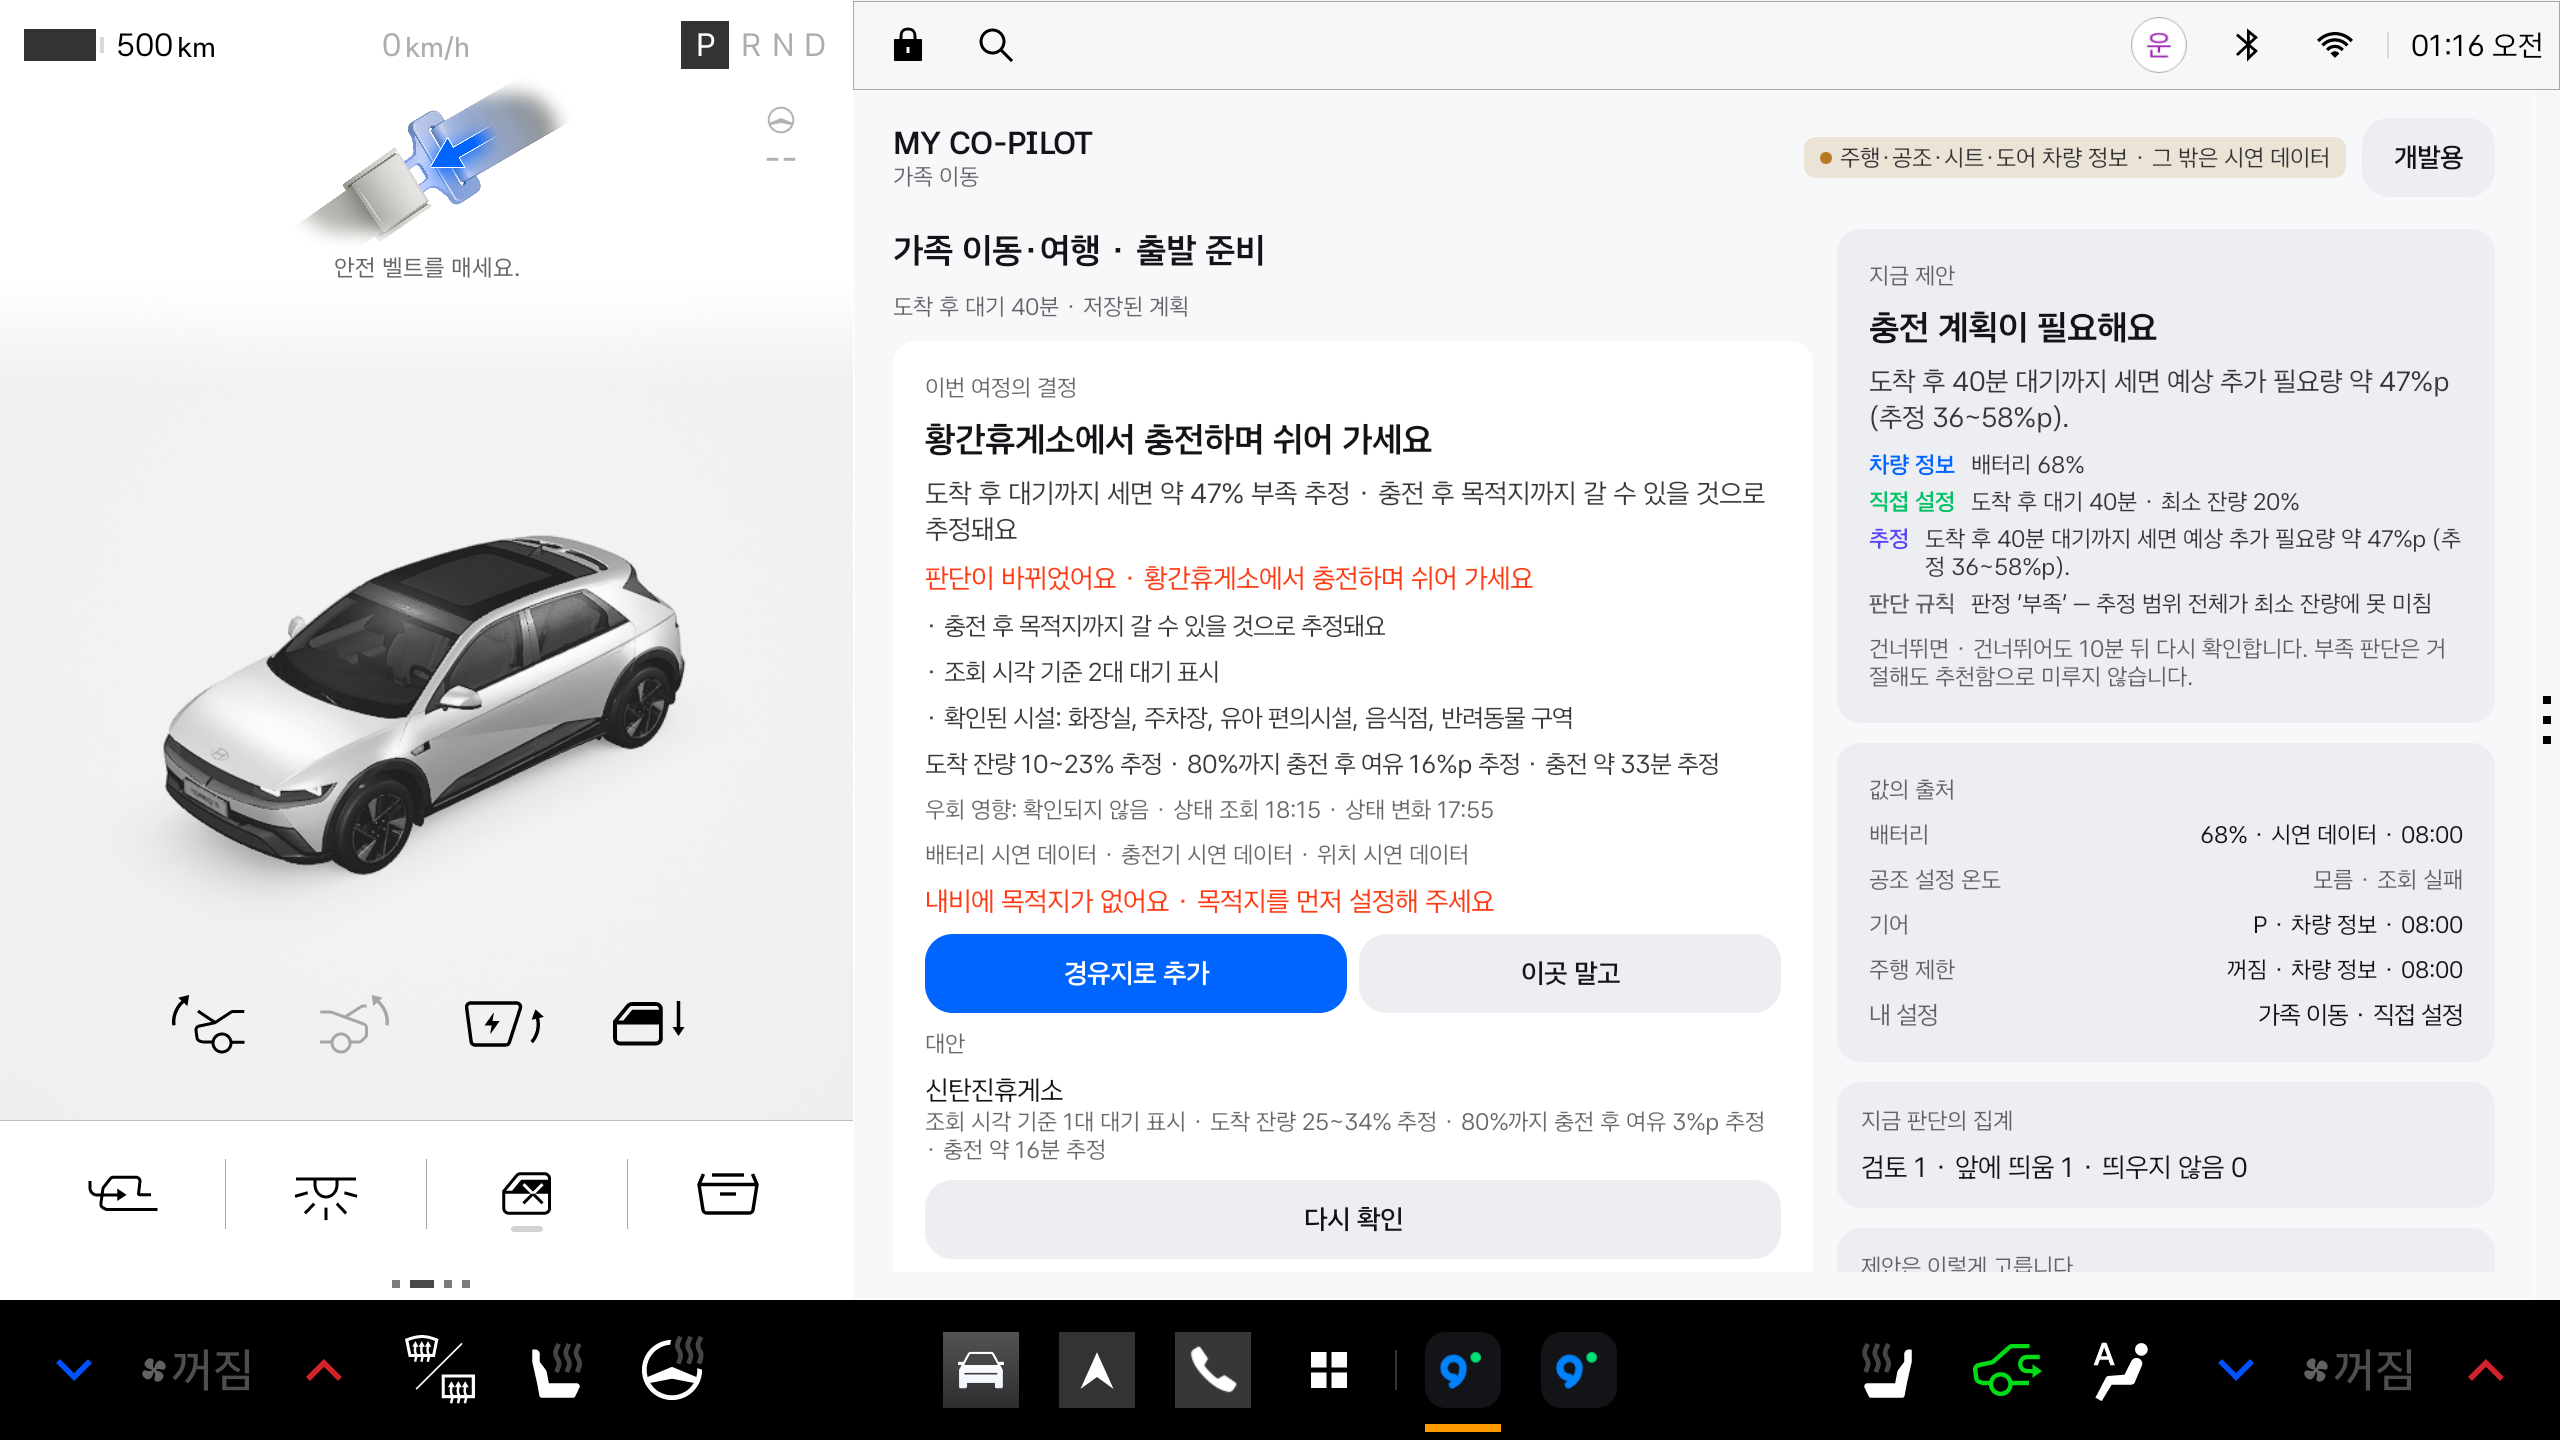 500 km
0 km/h
P R N D
안전 벨트를 매세요.
운
01:16 오전
MY CO-PILOT
가족 이동
주행·공조·시트·도어 차량 정보 · 그 밖은 시연 데이터
개발용
가족 이동·여행 · 출발 준비
도착 후 대기 40분 · 저장된 계획
이번 여정의 결정
황간휴게소에서 충전하며 쉬어 가세요
도착 후 대기까지 세면 약 47% 부족 추정 · 충전 후 목적지까지 갈 수 있을 것으로
추정돼요
판단이 바뀌었어요 · 황간휴게소에서 충전하며 쉬어 가세요
· 충전 후 목적지까지 갈 수 있을 것으로 추정돼요
· 조회 시각 기준 2대 대기 표시
· 확인된 시설: 화장실, 주차장, 유아 편의시설, 음식점, 반려동물 구역
도착 잔량 10~23% 추정 · 80%까지 충전 후 여유 16%p 추정 · 충전 약 33분 추정
우회 영향: 확인되지 않음 · 상태 조회 18:15 · 상태 변화 17:55
배터리 시연 데이터 · 충전기 시연 데이터 · 위치 시연 데이터
내비에 목적지가 없어요 · 목적지를 먼저 설정해 주세요
경유지로 추가
이곳 말고
대안
신탄진휴게소
조회 시각 기준 1대 대기 표시 · 도착 잔량 25~34% 추정 · 80%까지 충전 후 여유 3%p 추정
· 충전 약 16분 추정
다시 확인
지금 제안
충전 계획이 필요해요
도착 후 40분 대기까지 세면 예상 추가 필요량 약 47%p
(추정 36~58%p).
차량 정보 배터리 68%
직접 설정 도착 후 대기 40분 · 최소 잔량 20%
추정 도착 후 40분 대기까지 세면 예상 추가 필요량 약 47%p (추
정 36~58%p).
판단 규칙 판정 '부족' — 추정 범위 전체가 최소 잔량에 못 미침
건너뛰면 · 건너뛰어도 10분 뒤 다시 확인합니다. 부족 판단은 거
절해도 추천함으로 미루지 않습니다.
값의 출처
배터리 68% · 시연 데이터 · 08:00
공조 설정 온도 모름 · 조회 실패
기어 P · 차량 정보 · 08:00
주행 제한 꺼짐 · 차량 정보 · 08:00
내 설정 가족 이동 · 직접 설정
지금 판단의 집계
검토 1 · 앞에 띄움 1 · 띄우지 않음 0
제안은 이렇게 고릅니다
꺼짐
A
꺼짐